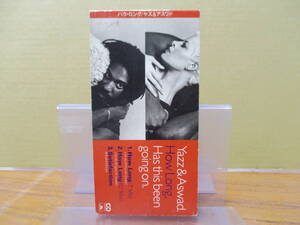 ハウ・ロング/ヤズ&アスワド
Yazz & Aswad.
How Long
Has this been
going on.
1. How Long
2. How Long
3.